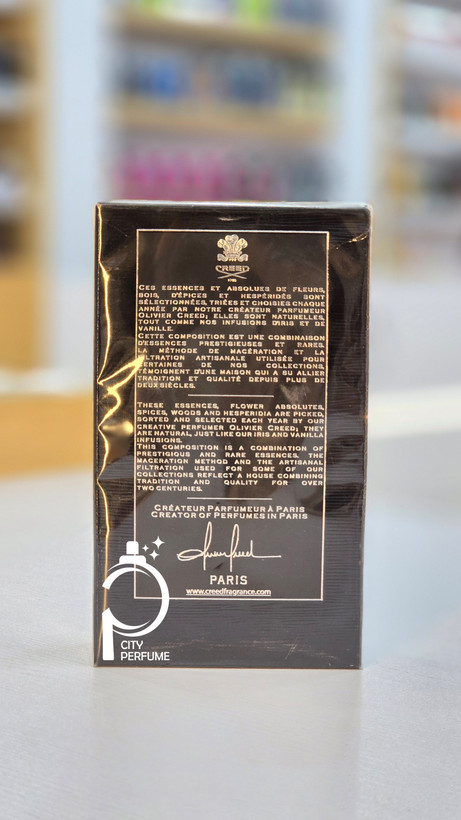 CREED
CES ESSENCES ET ABSOLUES DE FLEURS,
BOIS, D'ÉPICES ET HESPÉRIDÉS SONT
SÉLECTIONNÉES, TRIÉES ET CHOISIES CHAQUE
ANNÉE PAR NOTRE CRÉATEUR PARFUMEUR
OLIVIER CREED; ELLES SONT NATURELLES,
TOUT COMME NOS INFUSIONS D'IRIS ET DE
VANILLE.
CETTE COMPOSITION EST UNE COMBINAISON
D'ESSENCES PRESTIGIEUSES ET RARES.
LA MÉTHODE DE MACÉRATION ET LA
FILTRATION ARTISANALE UTILISÉE POUR
CERTAINES DE NOS COLLECTIONS,
TÉMOIGNENT D'UNE MAISON QUI A SU ALLIER
TRADITION ET QUALITÉ DEPUIS PLUS DE
DEUX SIÈCLES.
THESE ESSENCES, FLOWER ABSOLUTES,
SPICES, WOODS AND HESPERIDIA ARE PICKED,
SORTED AND SELECTED EACH YEAR BY OUR
CREATIVE PERFUMER OLIVIER CREED; THEY
ARE NATURAL, JUST LIKE OUR IRIS AND VANILLA
INFUSIONS.
THIS COMPOSITION IS A COMBINATION OF
PRESTIGIOUS AND RARE ESSENCES. THE
MACERATION METHOD AND THE ARTISANAL
FILTRATION USED FOR SOME OF OUR
COLLECTIONS REFLECT A HOUSE COMBINING
TRADITION AND QUALITY FOR OVER
TWO CENTURIES.
CRÉATEUR PARFUMEUR À PARIS
CREATOR OF PERFUMES IN PARIS
PARIS
www.creedfragrance.com
CITY
PERFUME